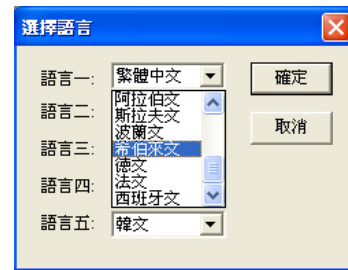 選擇語言
語言一: 繁體中文
確定
語言二:
阿拉伯文
斯拉夫文
取消
波蘭文
語言三:
希伯來文
德文
語言四:
法文
西班牙文
語言五: 韓文